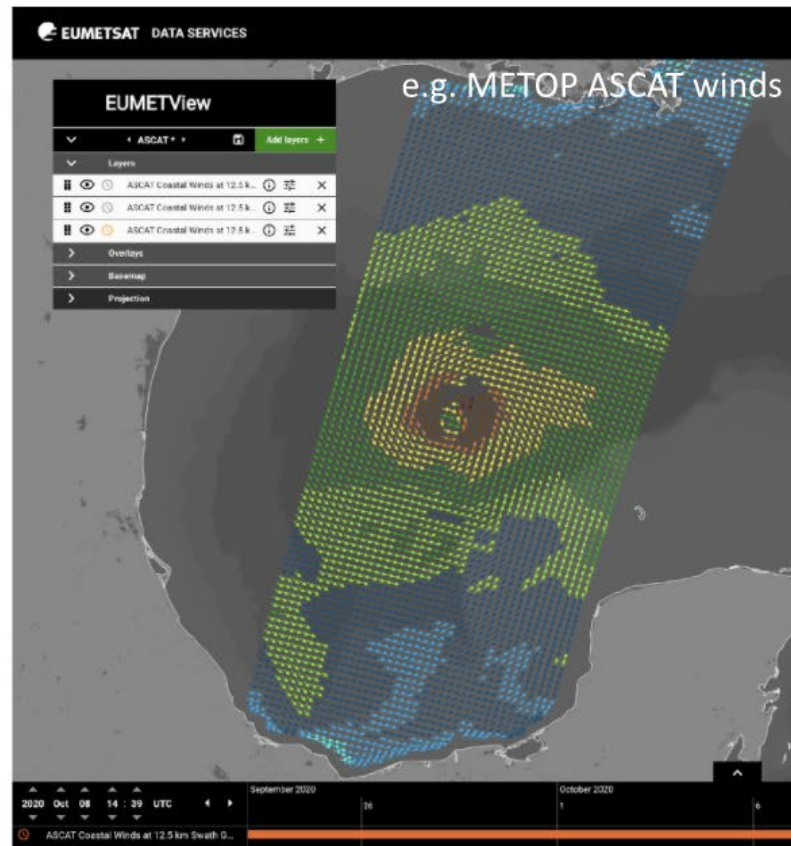 EUMETSAT DATA SERVICES
e.g. METOP ASCAT winds
EUMETView
ASCAT *
Add layers +
Layers
ASCAT Coastal Winds at 12.5 k...
ASCAT Coastal Winds at 12.5 k...
ASCAT Coastal Winds at 12.5 k...
Overlays
Basemap
Projection
2020 Oct 08 14 : 39 UTC
September 2020
October 2020
26
1
6
ASCAT Coastal Winds at 12.5 km Swath G...